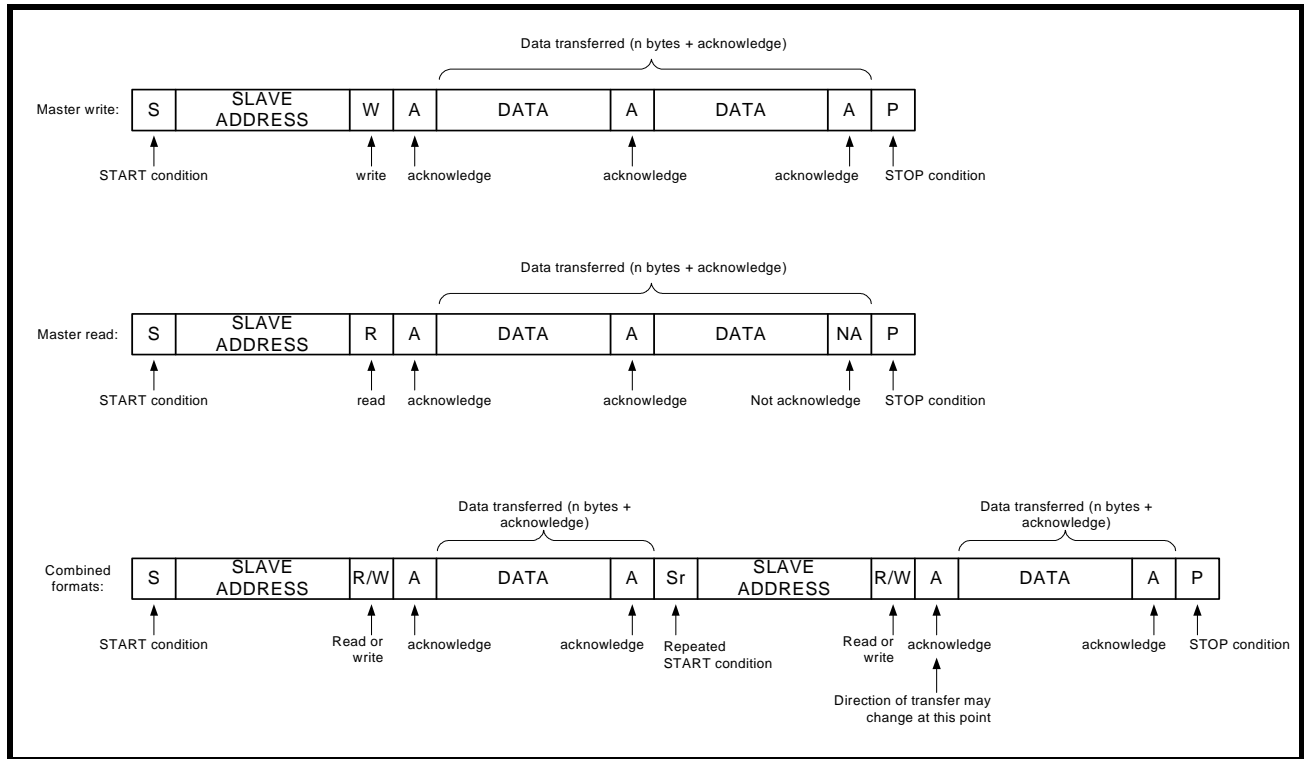 Data transferred (n bytes + acknowledge)
Master write:
S
SLAVE
ADDRESS
W
A
DATA
A
DATA
A
P
START condition
write
acknowledge
acknowledge
acknowledge
STOP condition
Data transferred (n bytes + acknowledge)
Master read:
S
SLAVE
ADDRESS
R
A
DATA
A
DATA
NA
P
START condition
read
acknowledge
acknowledge
Not acknowledge
STOP condition
Data transferred (n bytes +
acknowledge)
Data transferred (n bytes +
acknowledge)
Combined
formats:
S
SLAVE
ADDRESS
R/W
A
DATA
A
Sr
SLAVE
ADDRESS
R/W
A
DATA
A
P
START condition
Read or
write
acknowledge
acknowledge
Repeated
START condition
Read or
write
acknowledge
acknowledge
STOP condition
Direction of transfer may
change at this point